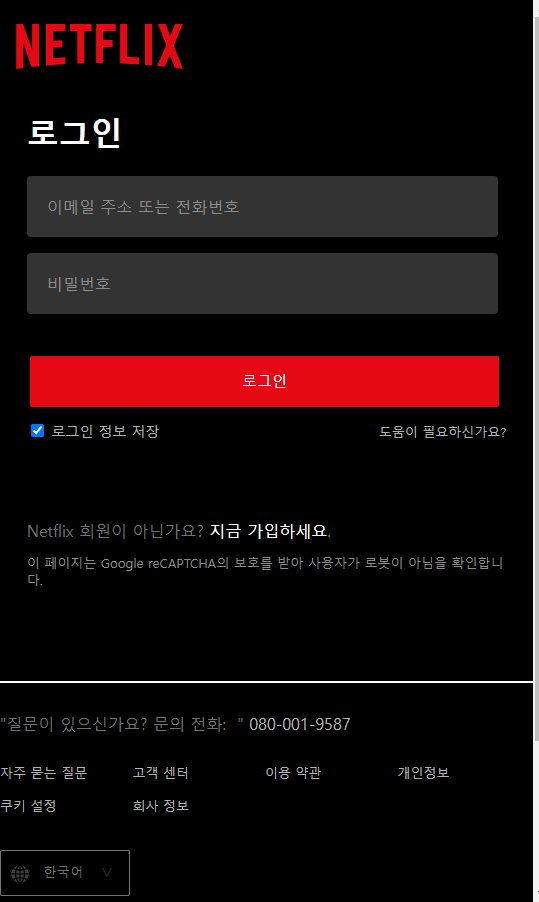 NETFLIX
로그인
이메일 주소 또는 전화번호
비밀번호
로그인
로그인 정보 저장 도움이 필요하신가요?
Netflix 회원이 아닌가요? 지금 가입하세요.
이 페이지는 Google reCAPTCHA의 보호를 받아 사용자가 로봇이 아님을 확인합니
다.
"질문이 있으신가요? 문의 전화:  " 080-001-9587
자주 묻는 질문 고객 센터 이용 약관 개인정보
쿠키 설정 회사 정보
한국어